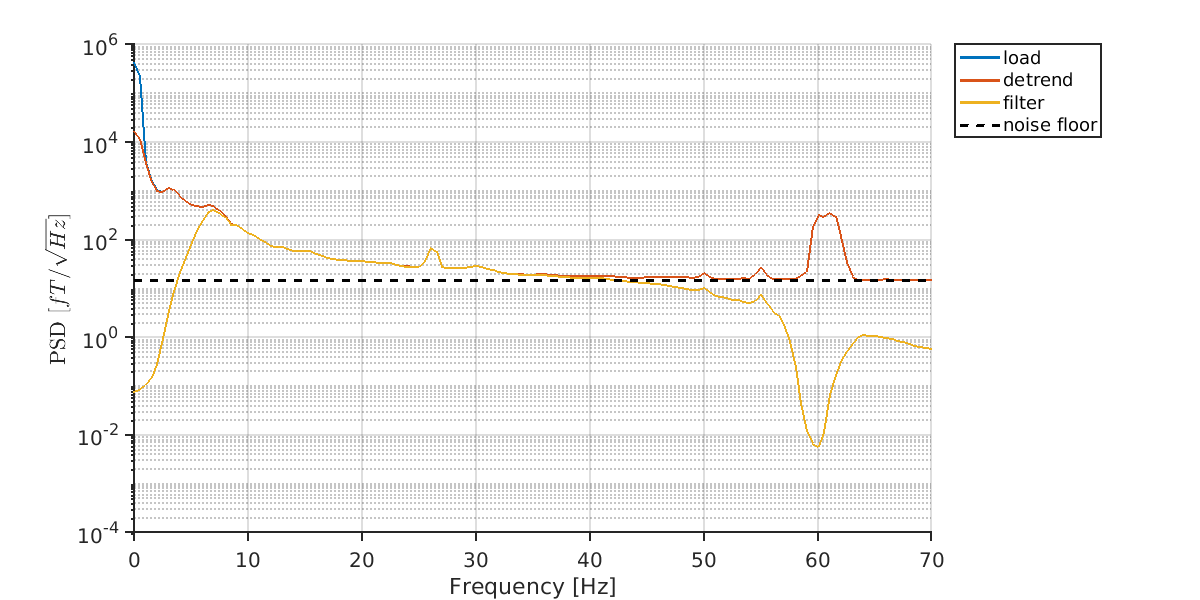 10^6
10^4
10^2
10^0
10^-2
10^-4
PSD [fT/√Hz]
0 10 20 30 40 50 60 70
Frequency [Hz]
load
detrend
filter
noise floor